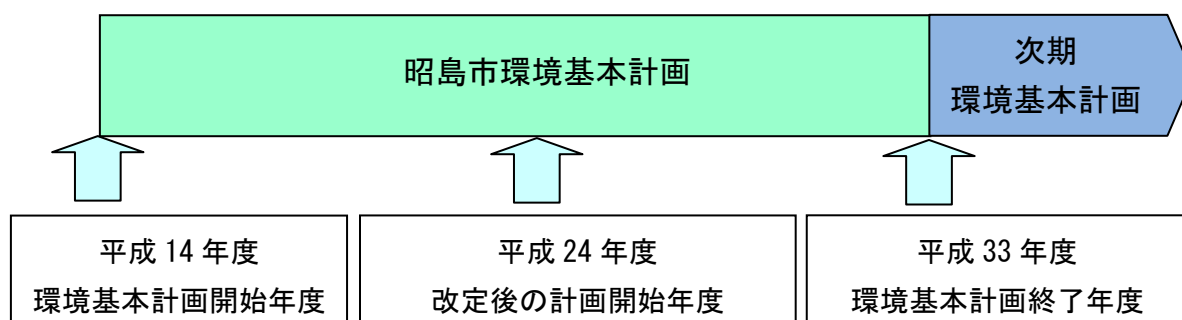 昭島市環境基本計画
次期
環境基本計画
平成 14 年度
環境基本計画開始年度
平成 24 年度
改定後の計画開始年度
平成 33 年度
環境基本計画終了年度